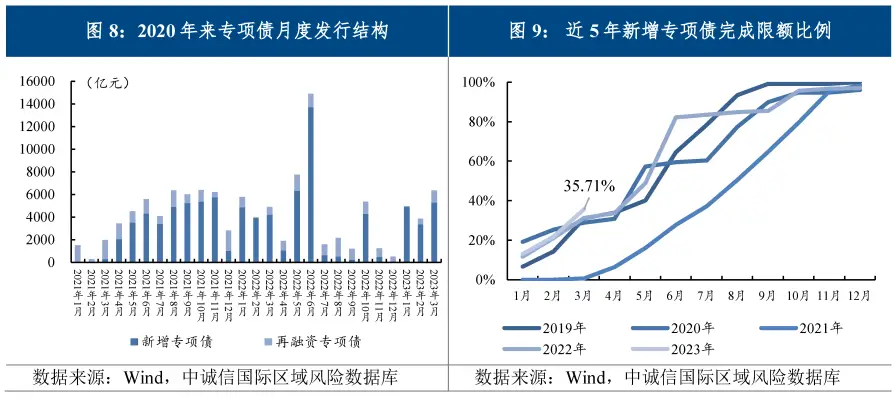 图 8：2020 年来专项债月度发行结构
（亿元）
16000
14000
12000
10000
8000
6000
4000
2000
0
2021年1月
2021年2月
2021年3月
2021年4月
2021年5月
2021年6月
2021年7月
2021年8月
2021年9月
2021年10月
2021年11月
2021年12月
2022年1月
2022年2月
2022年3月
2022年4月
2022年5月
2022年6月
2022年7月
2022年8月
2022年9月
2022年10月
2022年11月
2022年12月
2023年1月
2023年2月
2023年3月
新增专项债 再融资专项债
数据来源：Wind，中诚信国际区域风险数据库
图 9： 近 5 年新增专项债完成限额比例
100%
80%
60%
40%
20%
0%
35.71%
1月 2月 3月 4月 5月 6月 7月 8月 9月 10月 11月 12月
2019年 2020年 2021年
2022年 2023年
数据来源：Wind，中诚信国际区域风险数据库